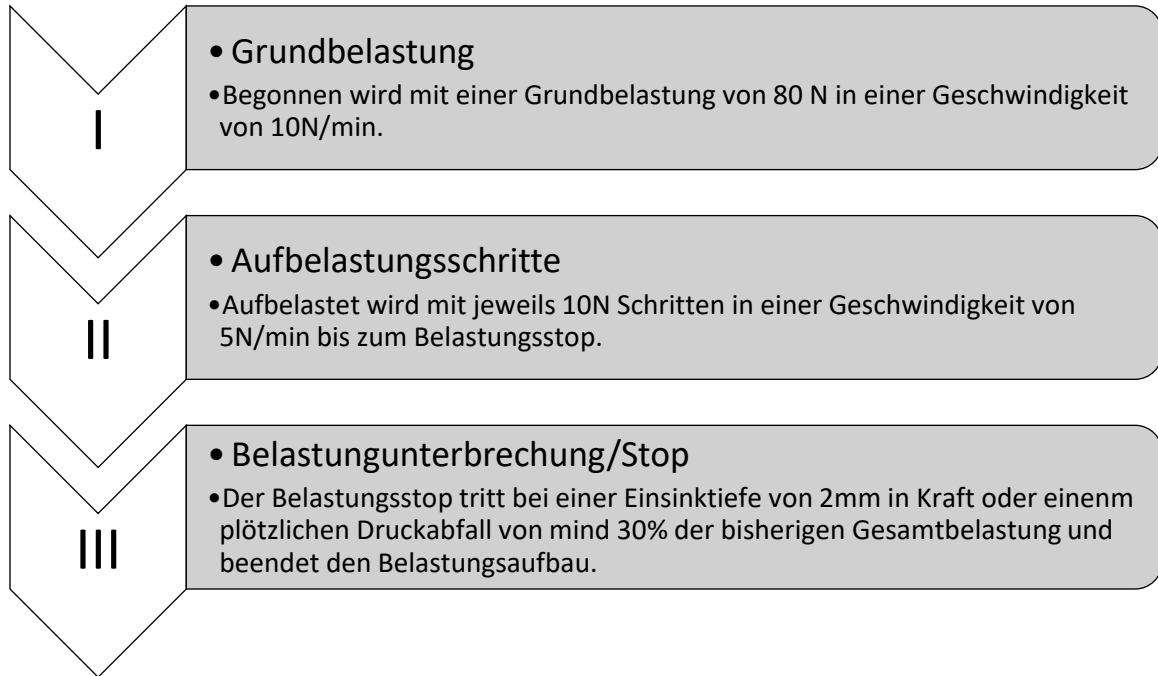 I
• Grundbelastung
•Begonnen wird mit einer Grundbelastung von 80 N in einer Geschwindigkeit
von 10N/min.
II
• Aufbelastungsschritte
•Aufbelastet wird mit jeweils 10N Schritten in einer Geschwindigkeit von
5N/min bis zum Belastungsstop.
III
• Belastungunterbrechung/Stop
•Der Belastungsstop tritt bei einer Einsinktiefe von 2mm in Kraft oder einenm
plötzlichen Druckabfall von mind 30% der bisherigen Gesamtbelastung und
beendet den Belastungsaufbau.